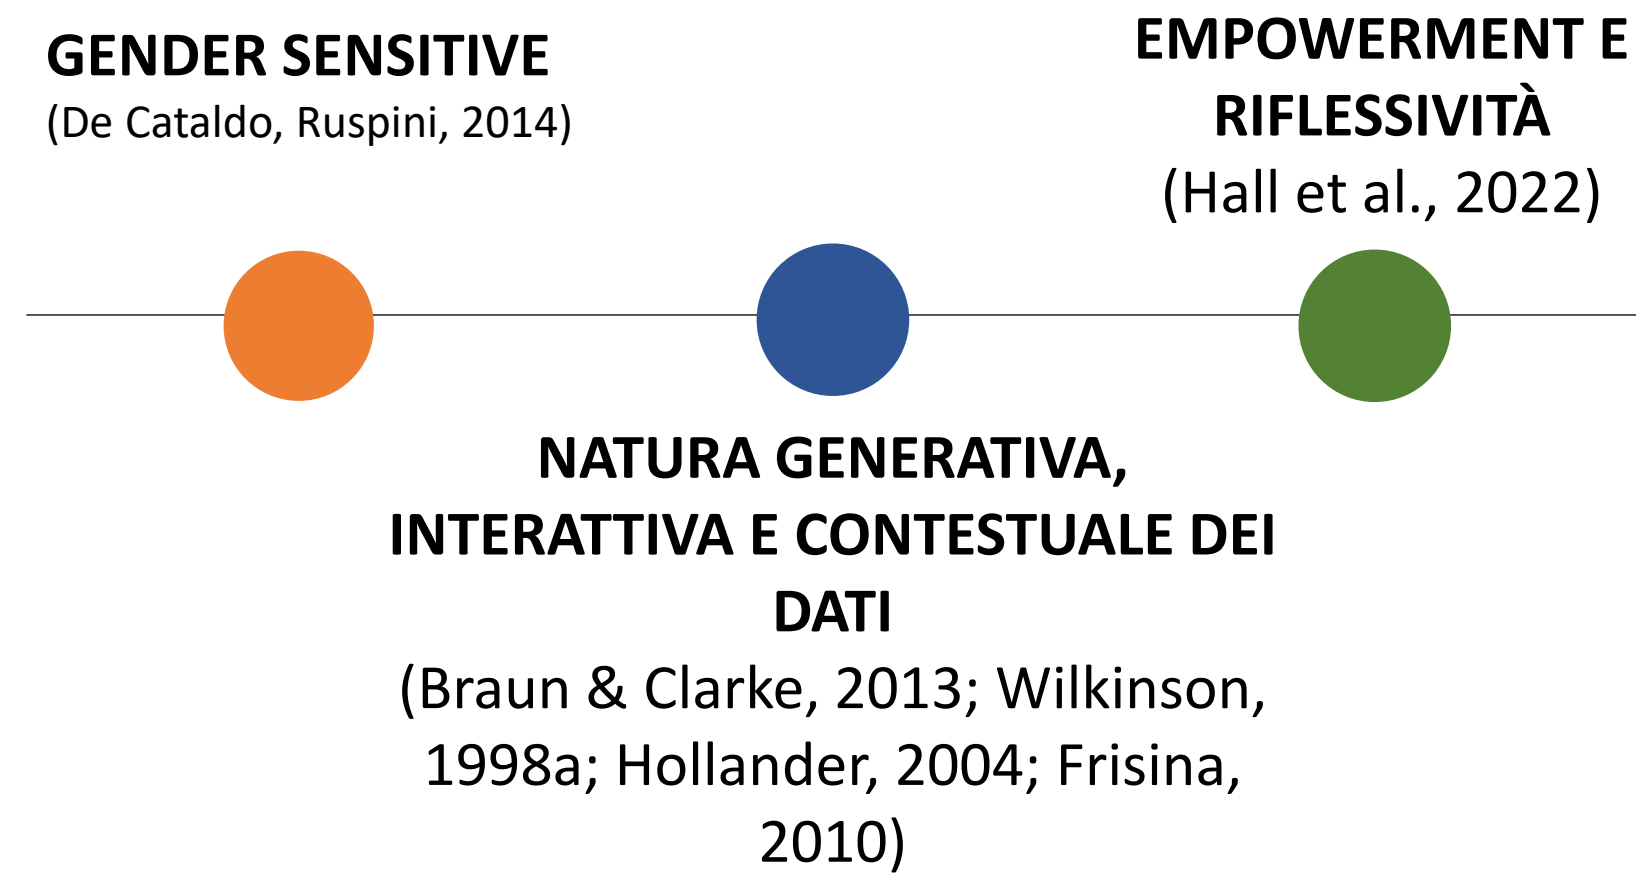 GENDER SENSITIVE
(De Cataldo, Ruspini, 2014)
EMPOWERMENT E
RIFLESSIVITÀ
(Hall et al., 2022)
NATURA GENERATIVA,
INTERATTIVA E CONTESTUALE DEI
DATI
(Braun & Clarke, 2013; Wilkinson,
1998a; Hollander, 2004; Frisina,
2010)